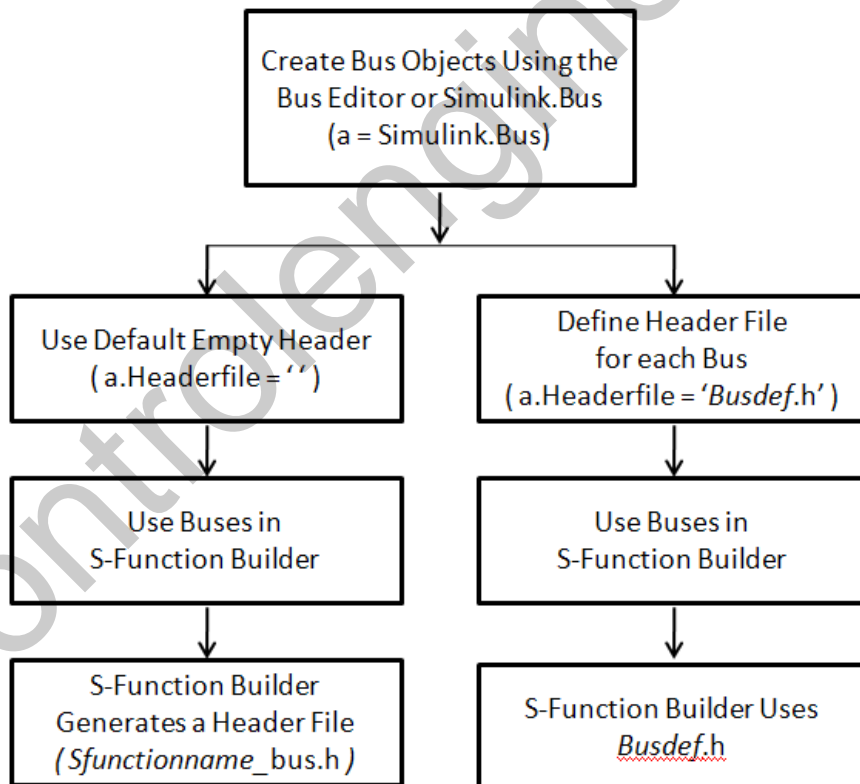 Create Bus Objects Using the
Bus Editor or Simulink.Bus
(a = Simulink.Bus)
Use Default Empty Header
( a.Headerfile = ‘ ‘ )
Define Header File
for each Bus
( a.Headerfile = ‘Busdef.h’ )
Use Buses in
S-Function Builder
Use Buses in
S-Function Builder
S-Function Builder
Generates a Header File
( Sfunctionname_bus.h )
S-Function Builder Uses
Busdef.h
ontrolengine